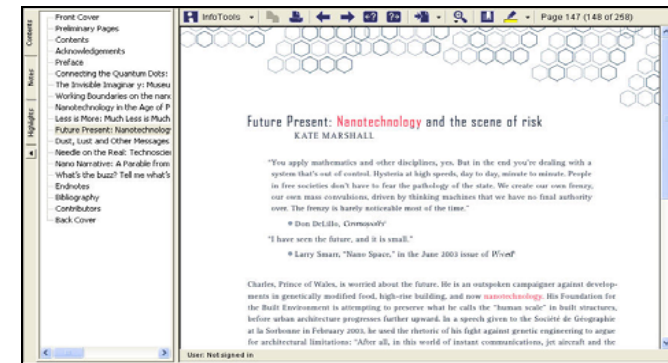 InfoTools
Page 147 (148 of 258)
Contents
Notes
Highlights
Front Cover
Preliminary Pages
Contents
Acknowledgements
Preface
Connecting the Quantum Dots:
The Invisible Imaginar y: Museu
Working Boundaries on the nano
Nanotechnology in the Age of P
Less is More: Much Less is Much
Future Present: Nanotechnolog
Dust, Lust and Other Messages
Needle on the Real: Technoscien
Nano Narrative: A Parable from
What's the buzz? Tell me what's
Endnotes
Bibliography
Contributors
Back Cover
Future Present: Nanotechnology and the scene of risk
KATE MARSHALL
"You apply mathematics and other disciplines, yes. But in the end you're dealing with a
system that's out of control. Hysteria at high speeds, day to day, minute to minute. People
in free societies don't have to fear the pathology of the state. We create our own frenzy,
our own mass convulsions, driven by thinking machines that we have no final authority
over. The frenzy is barely noticeable most of the time."
Don DeLillo, Cosmopolis
"I have seen the future, and it is small."
Larry Smarr, "Nano Space," in the June 2003 issue of Wired
Charles, Prince of Wales, is worried about the future. He is an outspoken campaigner against develop-
ments in genetically modified food, high-rise building, and now nanotechnology. His Foundation for
the Built Environment is attempting to preserve what he calls the "human scale" in built structures,
before urban architecture progresses further upward. In a speech given to the Société de Géographie
at la Sorbonne in February 2003, he used the rhetoric of his fight against genetic engineering to argue
for architectural limitations: "After all, in this world of instant communications, jet aircraft and the
User: Not signed in